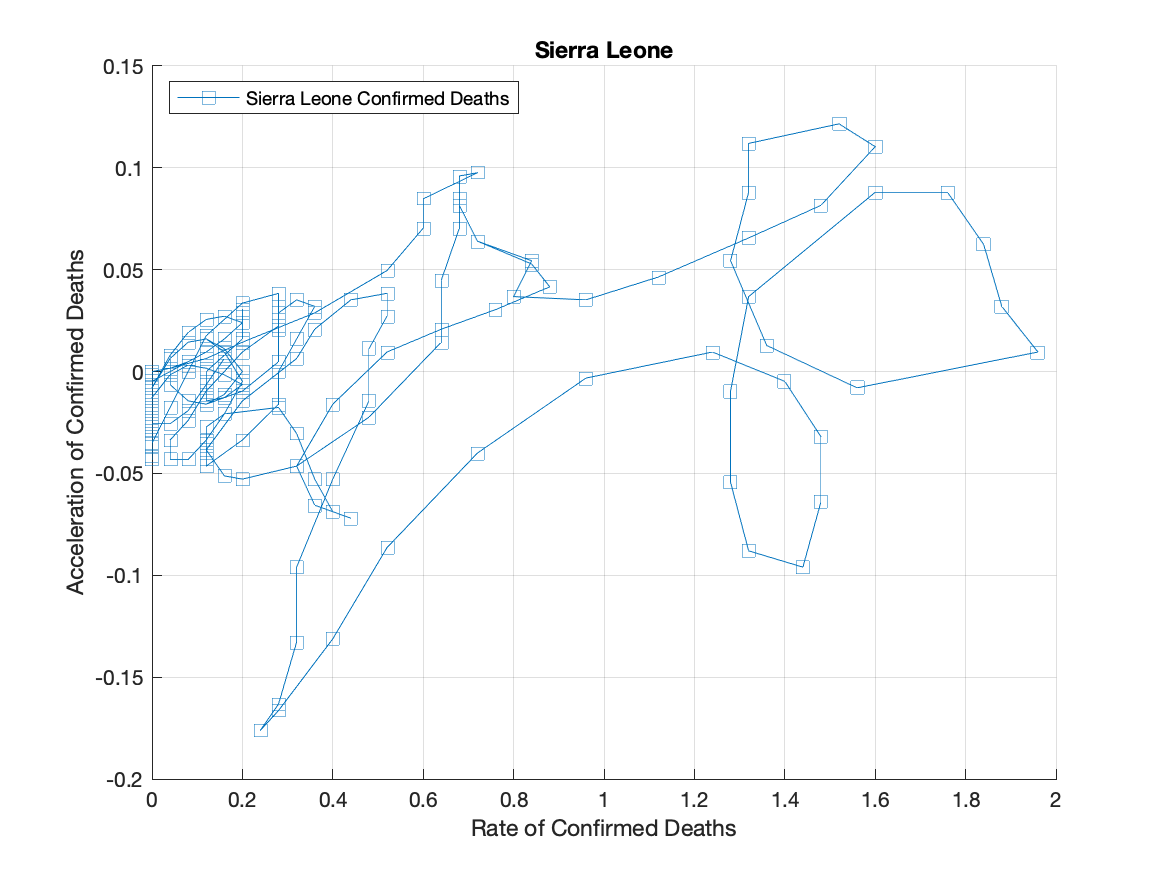 Sierra Leone
Sierra Leone Confirmed Deaths
0.15
0.1
0.05
0
-0.05
-0.1
-0.15
-0.2
Acceleration of Confirmed Deaths
0 0.2 0.4 0.6 0.8 1 1.2 1.4 1.6 1.8 2
Rate of Confirmed Deaths